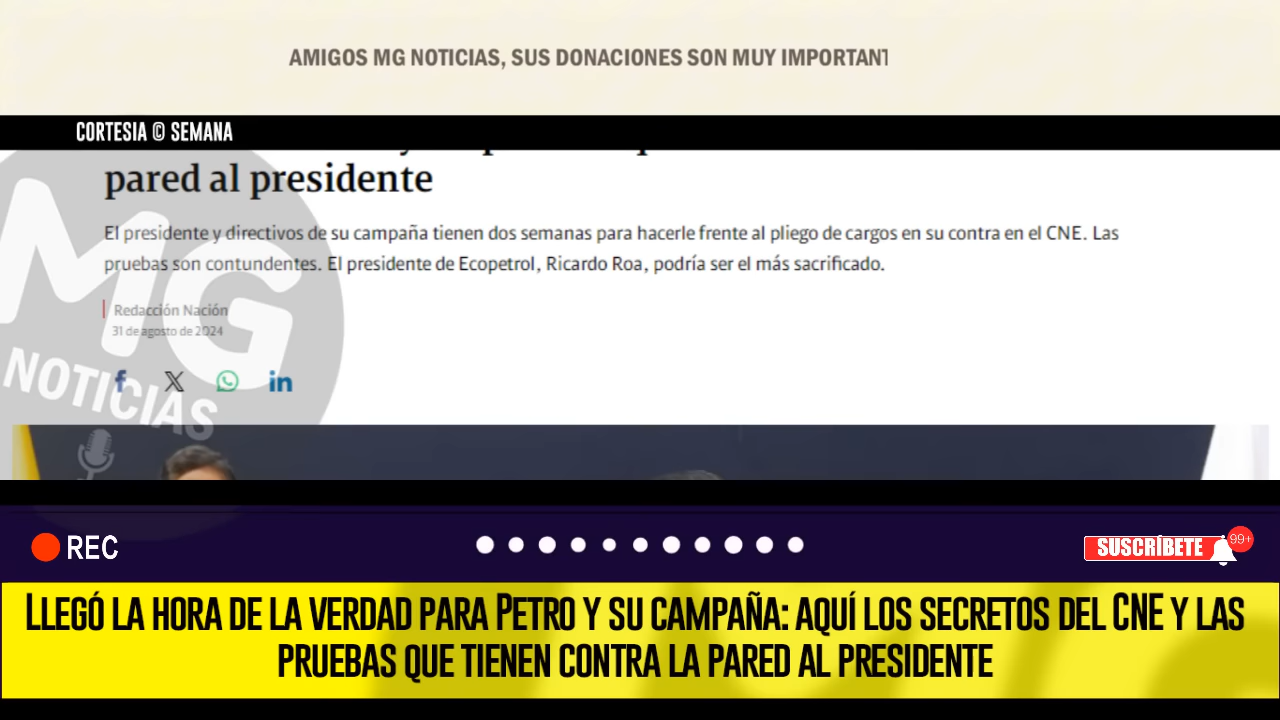 AMIGOS MG NOTICIAS, SUS DONACIONES SON MUY IMPORTANT
CORTESIA © SEMANA
pared al presidente
El presidente y directivos de su campaña tienen dos semanas para hacerle frente al pliego de cargos en su contra en el CNE. Las
pruebas son contundentes. El presidente de Ecopetrol, Ricardo Roa, podría ser el más sacrificado.
Redacción Nación
31 de agosto de 2024
MG
NOTICIAS
REC
SUSCRÍBETE
99+
LLEGÓ LA HORA DE LA VERDAD PARA PETRO Y SU CAMPAÑA: AQUÍ LOS SECRETOS DEL CNE Y LAS
PRUEBAS QUE TIENEN CONTRA LA PARED AL PRESIDENTE